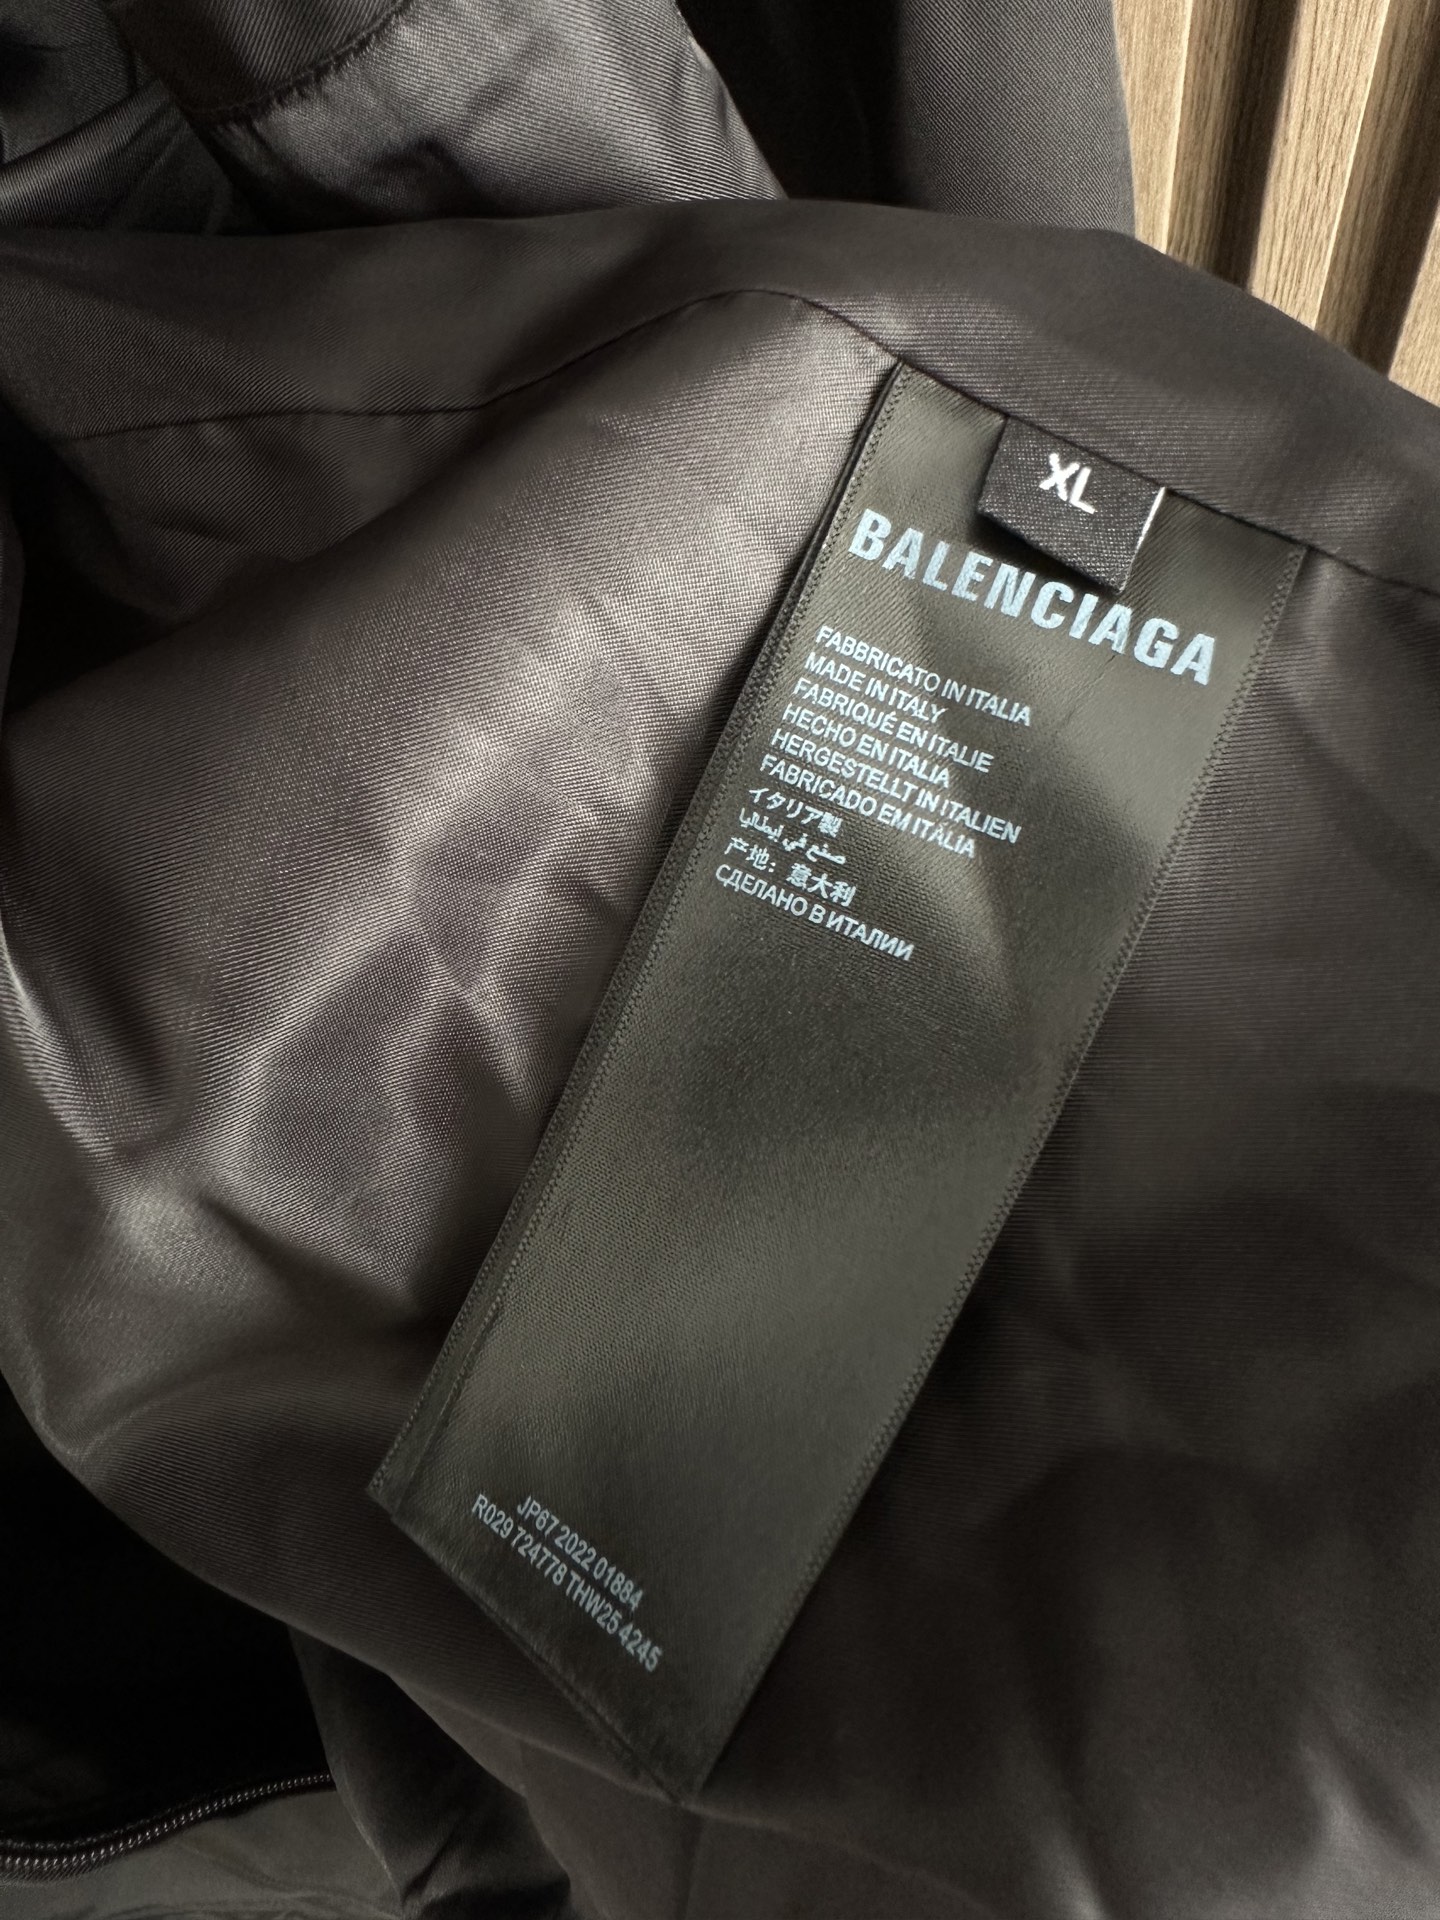 XL
BALENCIAGA
FABBRICATO IN ITALIA
MADE IN ITALY
FABRIQUÉ EN ITALIE
HECHO EN ITALIA
HERGESTELLT IN ITALIEN
FABRICADO EM ITÁLIA
イタリア製
صنع في إيطاليا
产地：意大利
СДЕЛАНО В ИТАЛИИ
JP67 2022 01884
R029 724778 THW25 4245